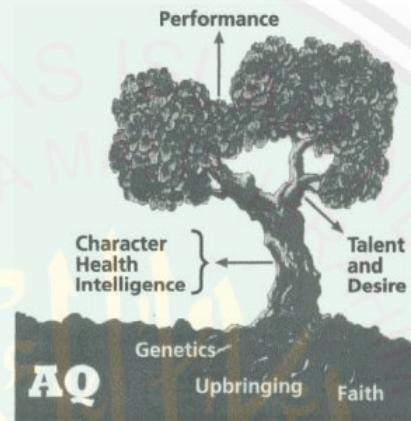 Performance
Character
Health
Intelligence
Talent
and
Desire
Genetics
Upbringing
Faith
AQ